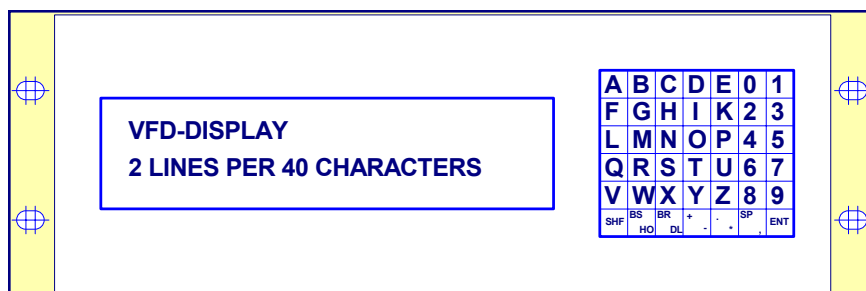 VFD-DISPLAY
2 LINES PER 40 CHARACTERS
A B C D E 0 1
F G H I K 2 3
L M N O P 4 5
Q R S T U 6 7
V W X Y Z 8 9
SHF BS HO BR DL + - . * SP , ENT